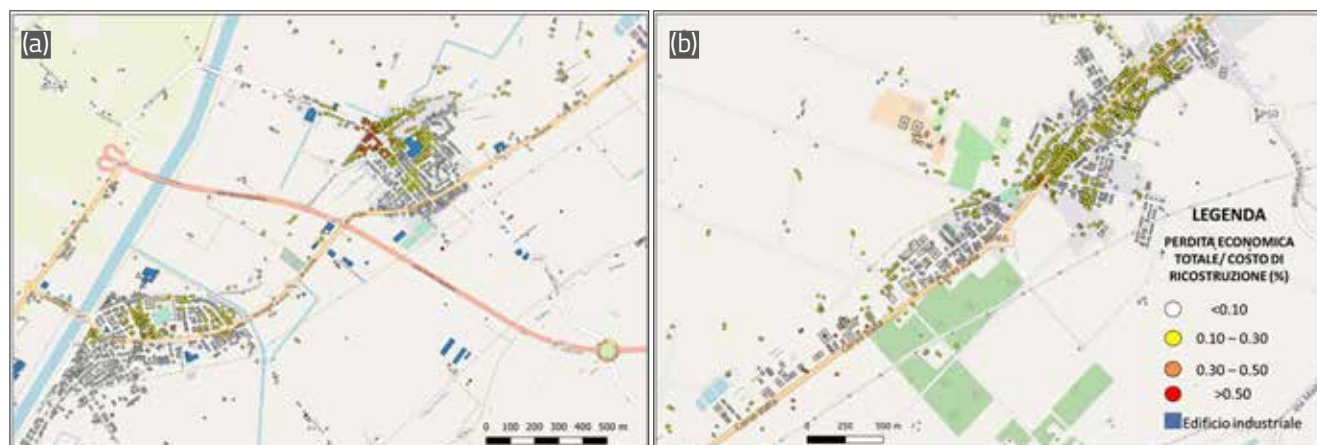 (a)
0 100 200 300 400 500 m
(b)
LEGENDA
PERDITA ECONOMICA
TOTALE/ COSTO DI
RICOSTRUZIONE (%)
<0.10
0.10 – 0.30
0.30 – 0.50
>0.50
Edificio industriale
0 250 500 m